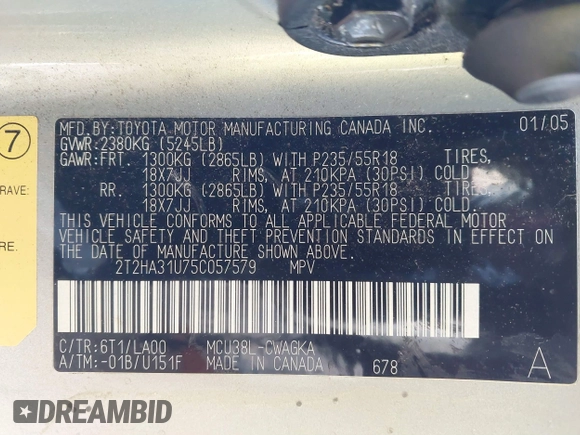 7
RAVE:
RE.
MFD.BY:TOYOTA MOTOR MANUFACTURING CANADA INC. 01/05
GVWR:2380KG (5245LB)
GAWR:FRT. 1300KG (2865LB) WITH P235/55R18 TIRES,
18X7JJ RIMS, AT 210KPA (30PSI) COLD.
RR. 1300KG (2865LB) WITH P235/55R18 TIRES,
18X7JJ RIMS, AT 210KPA (30PSI) COLD.
THIS VEHICLE CONFORMS TO ALL APPLICABLE FEDERAL MOTOR
VEHICLE SAFETY AND THEFT PREVENTION STANDARDS IN EFFECT ON
THE DATE OF MANUFACTURE SHOWN ABOVE.
2T2HA31U75C057579 MPV
C/TR:6T1/LA00 MCU38L-CWAGKA
A/TM:-01B/U151F MADE IN CANADA 678 A
DREAMBID